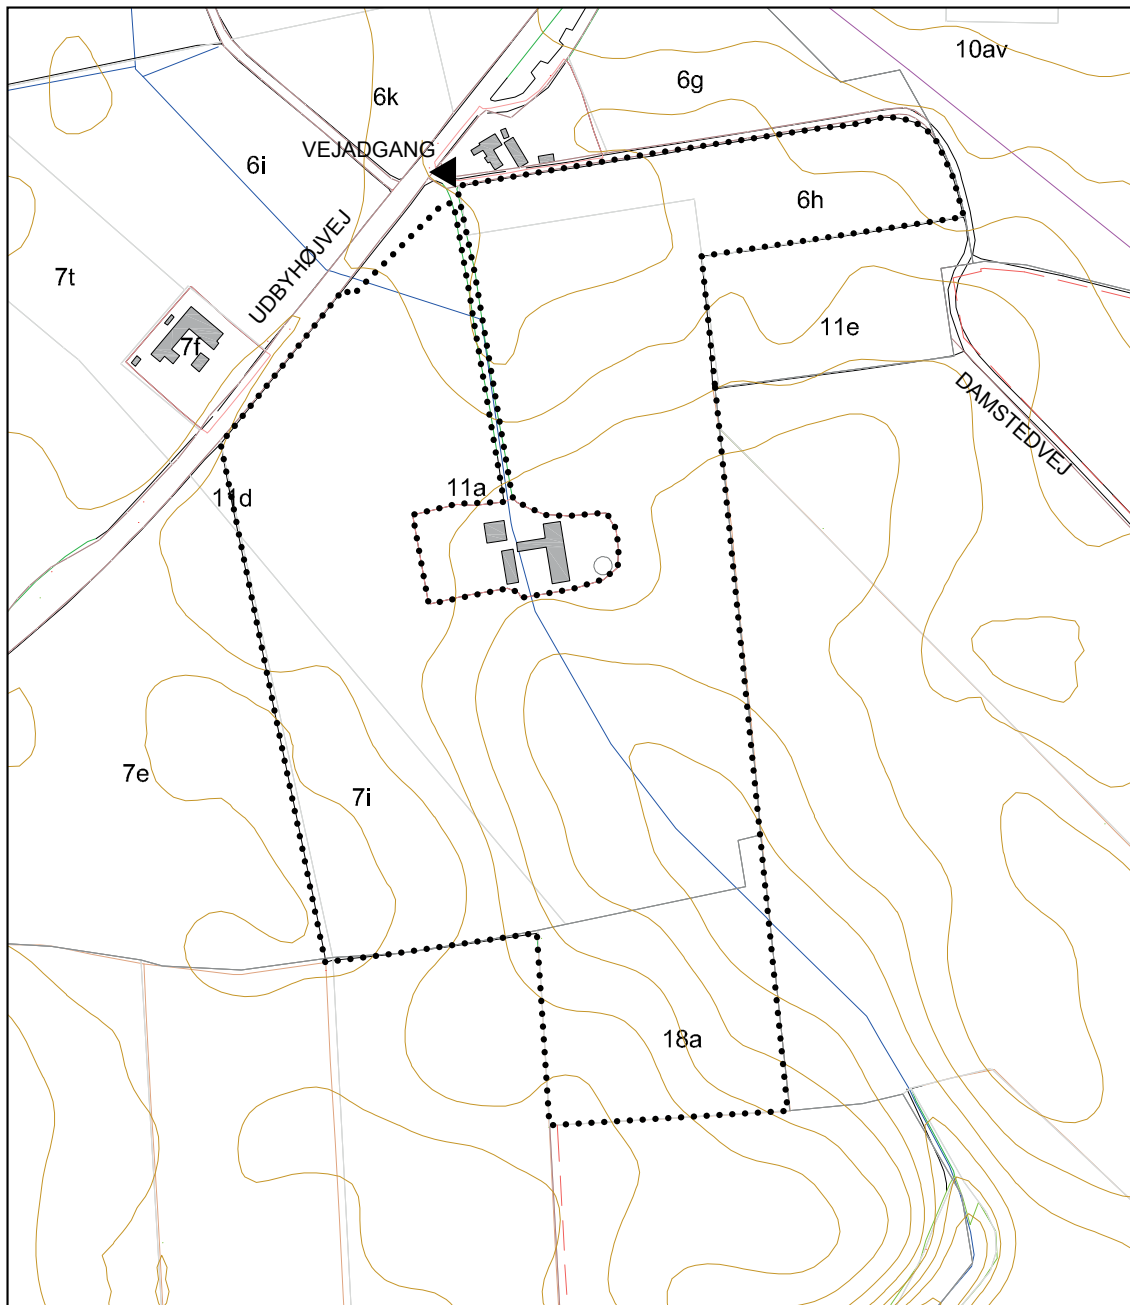 10av
6g
6k
VEJADGANG
6i
6h
7t
UDBYHØJVEJ
11e
7f
DAMSTEDVEJ
11a
11d
7e
7i
18a